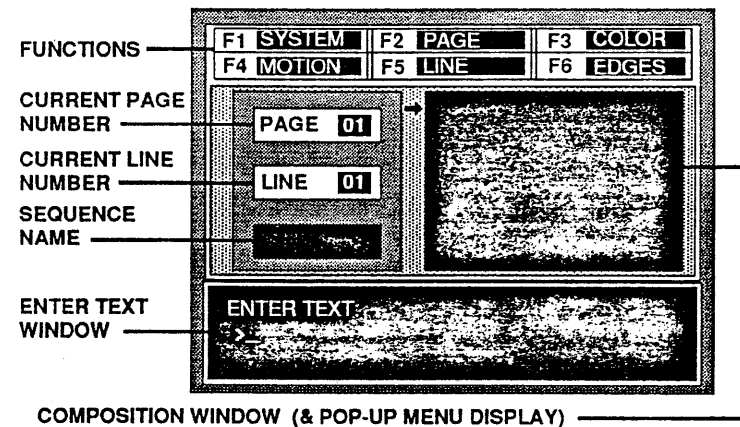 FUNCTIONS
F1 SYSTEM F2 PAGE F3 COLOR
F4 MOTION F5 LINE F6 EDGES
CURRENT PAGE
NUMBER
PAGE 01
CURRENT LINE
NUMBER
LINE 01
SEQUENCE
NAME
ENTER TEXT
WINDOW
ENTER TEXT
>_
COMPOSITION WINDOW (& POP-UP MENU DISPLAY)